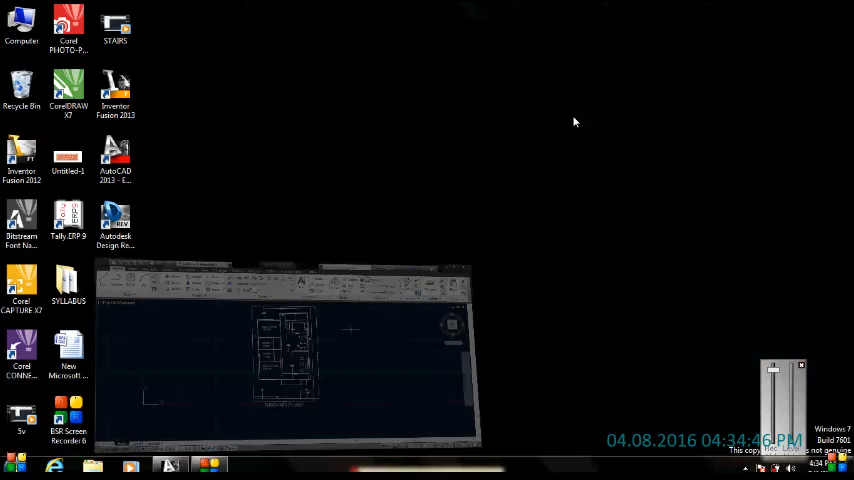 Computer
Corel
PHOTO-P...
STAIRS
Recycle Bin
CorelDRAW
X7
Inventor
Fusion 2013
Inventor
Fusion 2012
Untitled-1
AutoCAD
2013 - E...
Bitstream
Font Na...
Tally.ERP 9
Autodesk
Design Re...
Corel
CAPTURE X7
SYLLABUS
Corel
CONNE...
New
Microsoft ...
5v
BSR Screen
Recorder 6
04.08.2016 04:34:46 PM
Windows 7
Build 7601
This copy
not genuine
Rec
Level
4:34 PM